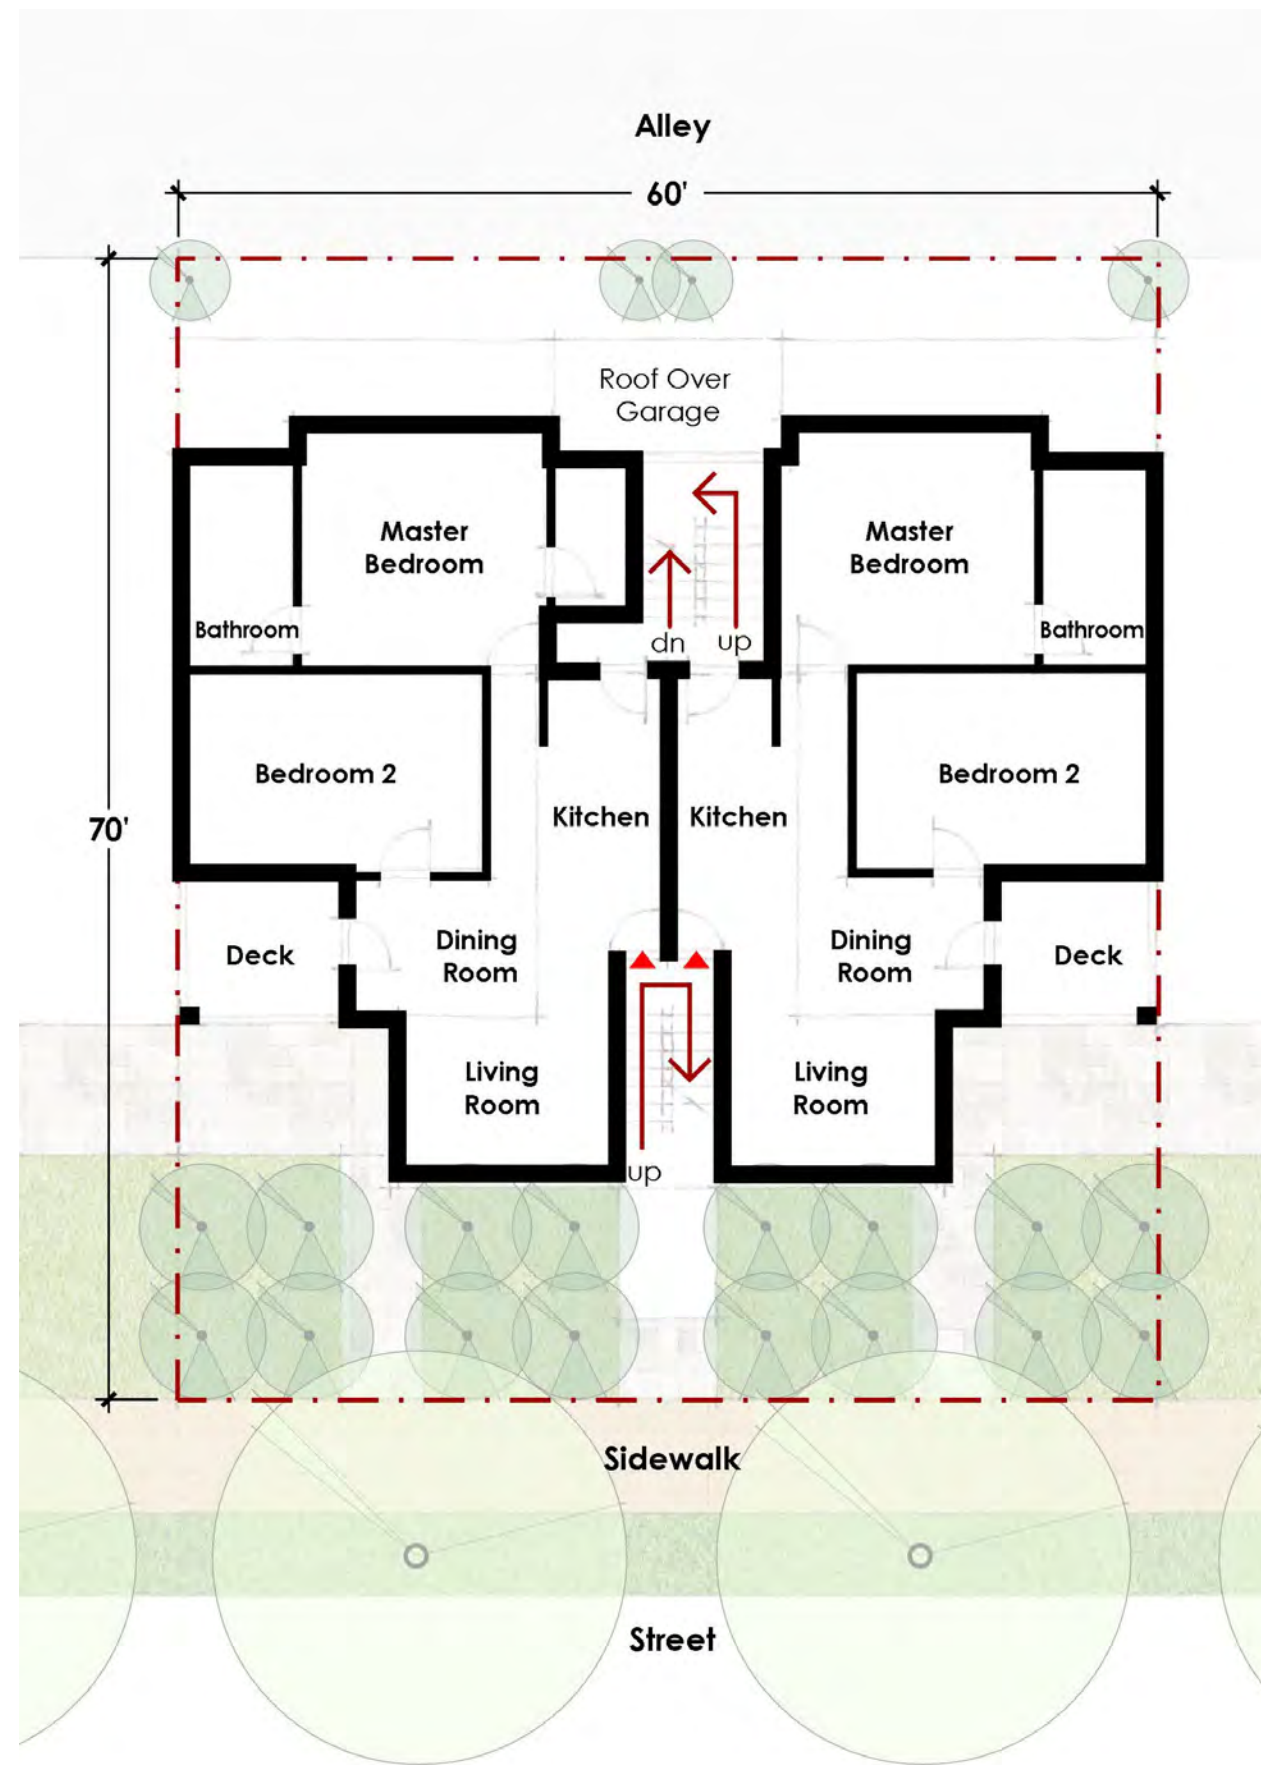 Alley
60'
Roof Over
Garage
Master
Bedroom
Master
Bedroom
Bathroom
dn
up
Bathroom
Bedroom 2
Bedroom 2
70'
Kitchen
Kitchen
Deck
Dining
Room
Dining
Room
Deck
Living
Room
Living
Room
up
Sidewalk
Street